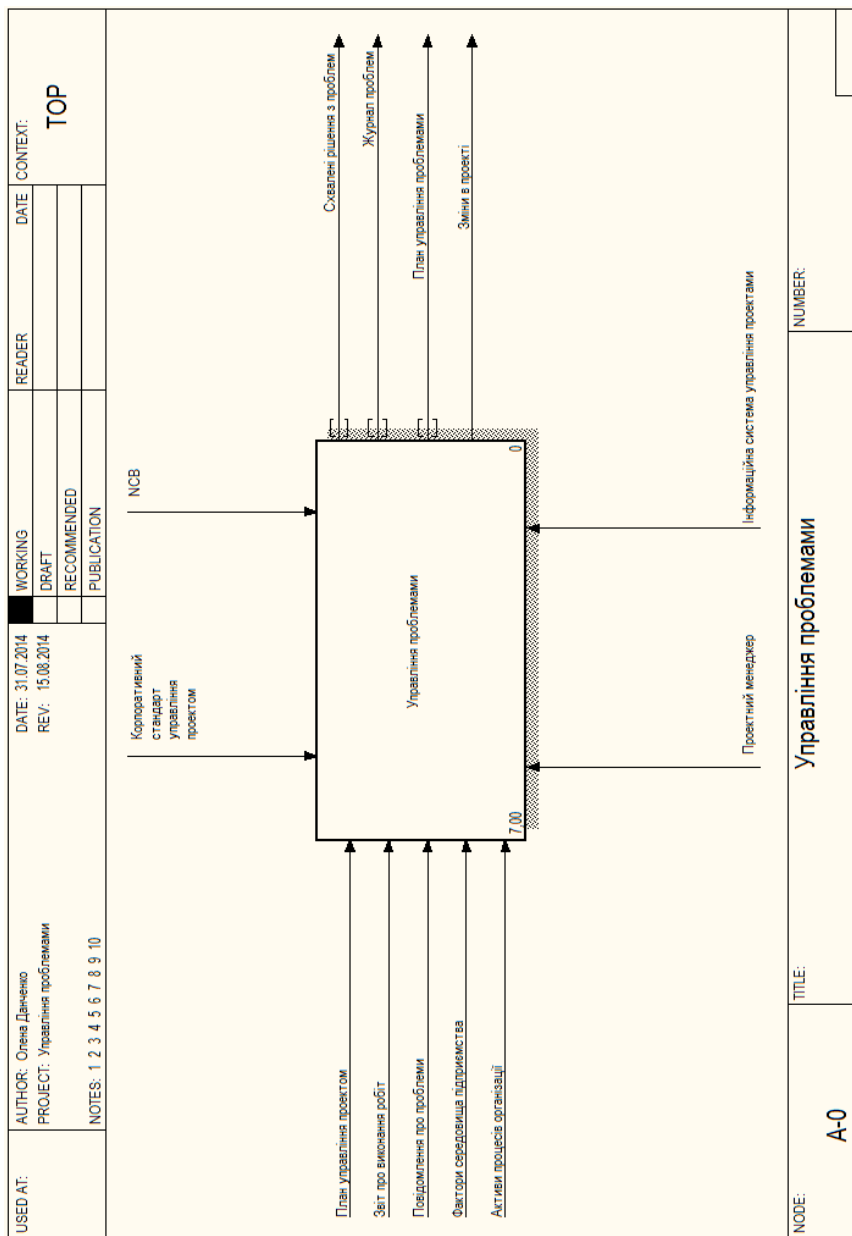 USED AT:
AUTHOR: Олена Данченко
PROJECT: Управління проблемами
NOTES: 1 2 3 4 5 6 7 8 9 10
DATE: 31.07.2014
REV: 15.08.2014
WORKING
DRAFT
RECOMMENDED
PUBLICATION
READER
DATE
CONTEXT:
TOP
Корпоративний
стандарт
управління
проектом
NCB
План управління проектом
Звіт про виконання робіт
Повідомлення про проблеми
Фактори середовища підприємства
Активи процесів організації
Управління проблемами
7,00
0
Схвалені рішення з проблем
Журнал проблем
План управління проблемами
Зміни в проекті
Проектний менеджер
Інформаційна система управління проектами
NODE:
A-0
TITLE:
Управління проблемами
NUMBER: